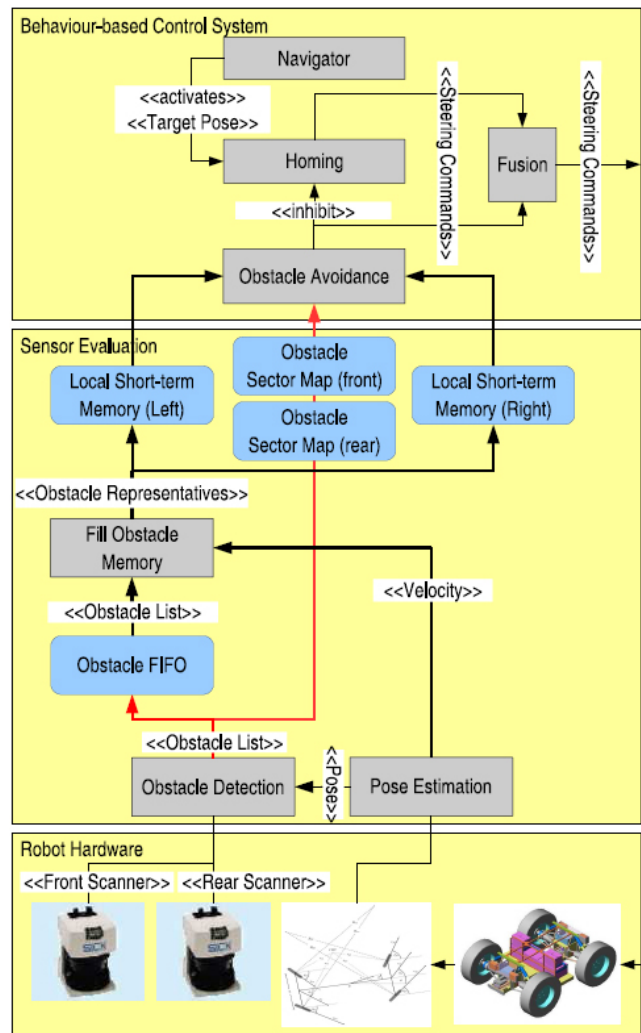 Behaviour-based Control System
Navigator
<<activates>>
<<Target Pose>>
Homing
<<Steering Commands>>
Fusion
<<Steering Commands>>
<<inhibit>>
Obstacle Avoidance
Sensor Evaluation
Local Short-term
Memory (Left)
Obstacle
Sector Map (front)
Obstacle
Sector Map (rear)
Local Short-term
Memory (Right)
<<Obstacle Representatives>>
Fill Obstacle
Memory
<<Velocity>>
<<Obstacle List>>
Obstacle FIFO
<<Obstacle List>>
Obstacle Detection
<<Pose>>
Pose Estimation
Robot Hardware
<<Front Scanner>>
<<Rear Scanner>>
SICK
SICK